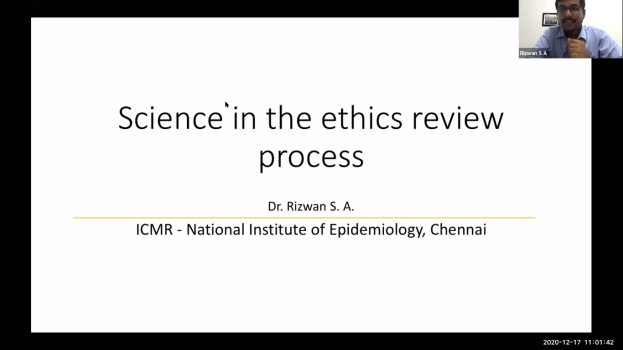 Rizwan S A
Science in the ethics review
process
Dr. Rizwan S. A.
ICMR - National Institute of Epidemiology, Chennai
2020-12-17 11:01:42